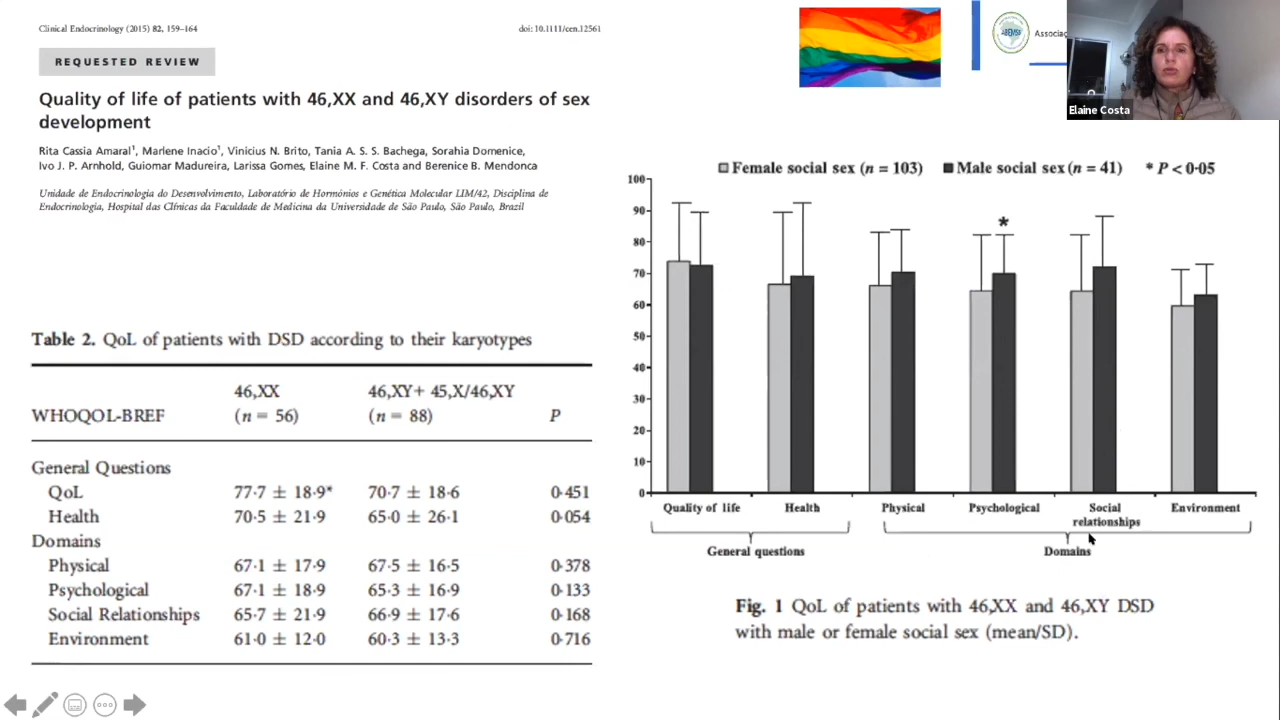 Clinical Endocrinology (2015) 82, 159–164
doi: 10.1111/cen.12561
REQUESTED REVIEW
Quality of life of patients with 46,XX and 46,XY disorders of sex
development
Rita Cassia Amaral¹, Marlene Inacio¹, Vinicius N. Brito, Tania A. S. S. Bachega, Sorahia Domenice,
Ivo J. P. Arnhold, Guiomar Madureira, Larissa Gomes, Elaine M. F. Costa and Berenice B. Mendonca
Unidade de Endocrinologia do Desenvolvimento, Laboratório de Hormônios e Genética Molecular LIM/42, Disciplina de
Endocrinologia, Hospital das Clínicas da Faculdade de Medicina da Universidade de São Paulo, São Paulo, Brazil
Table 2. QoL of patients with DSD according to their karyotypes
46,XX 46,XY+ 45,X/46,XY
WHOQOL-BREF (n = 56) (n = 88) P
General Questions
QoL 77·7 ± 18·9* 70·7 ± 18·6 0·451
Health 70·5 ± 21·9 65·0 ± 26·1 0·054
Domains
Physical 67·1 ± 17·9 67·5 ± 16·5 0·378
Psychological 67·1 ± 18·9 65·3 ± 16·9 0·133
Social Relationships 65·7 ± 21·9 66·9 ± 17·6 0·168
Environment 61·0 ± 12·0 60·3 ± 13·3 0·716
ABEMSS
Associaç
Elaine Costa
Female social sex (n = 103) Male social sex (n = 41) * P < 0·05
100
90
80
70
60
50
40
30
20
10
0
*
Quality of life Health Physical Psychological Social Environment
relationships
General questions Domains
Fig. 1 QoL of patients with 46,XX and 46,XY DSD
with male or female social sex (mean/SD).